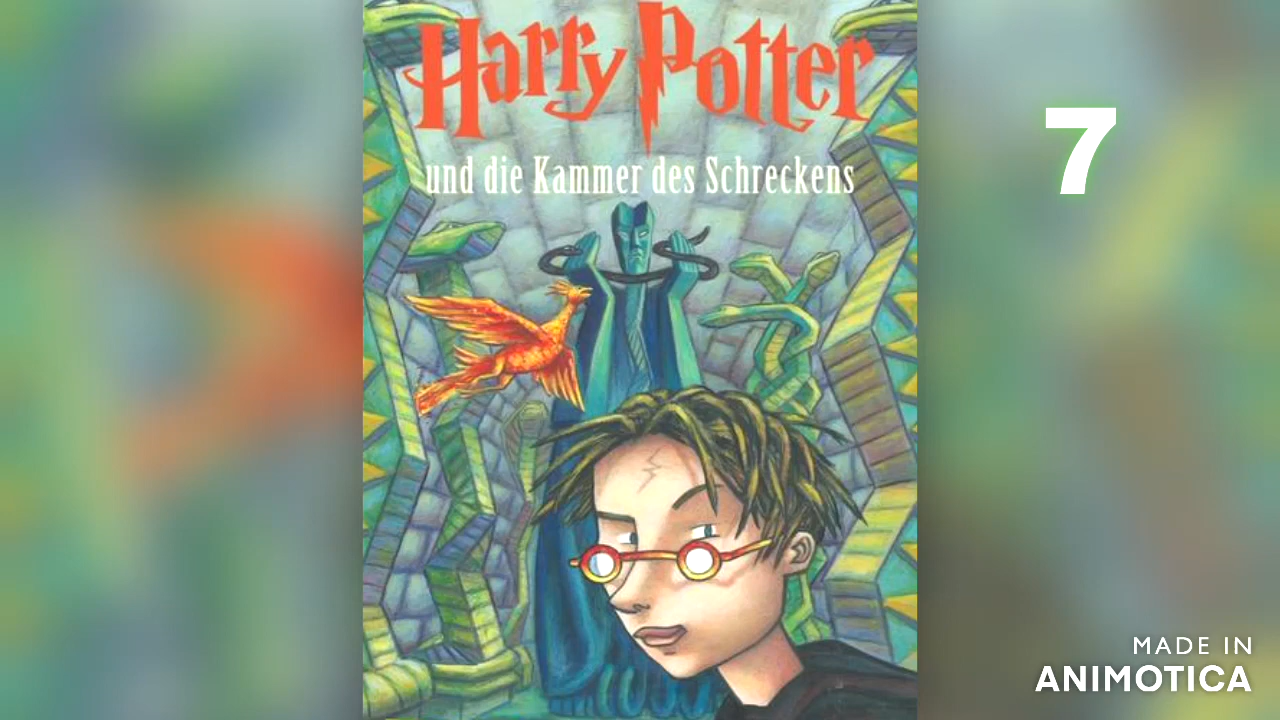 Harry Potter
und die Kammer des Schreckens
7
MADE IN
ANIMOTICA